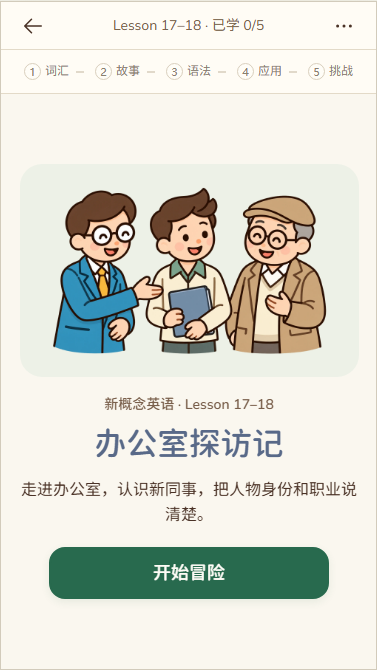 Lesson 17–18 · 已学 0/5
1 词汇 – 2 故事 – 3 语法 – 4 应用 – 5 挑战
新概念英语 · Lesson 17–18
办公室探访记
走进办公室，认识新同事，把人物身份和职业说
清楚。
开始冒险